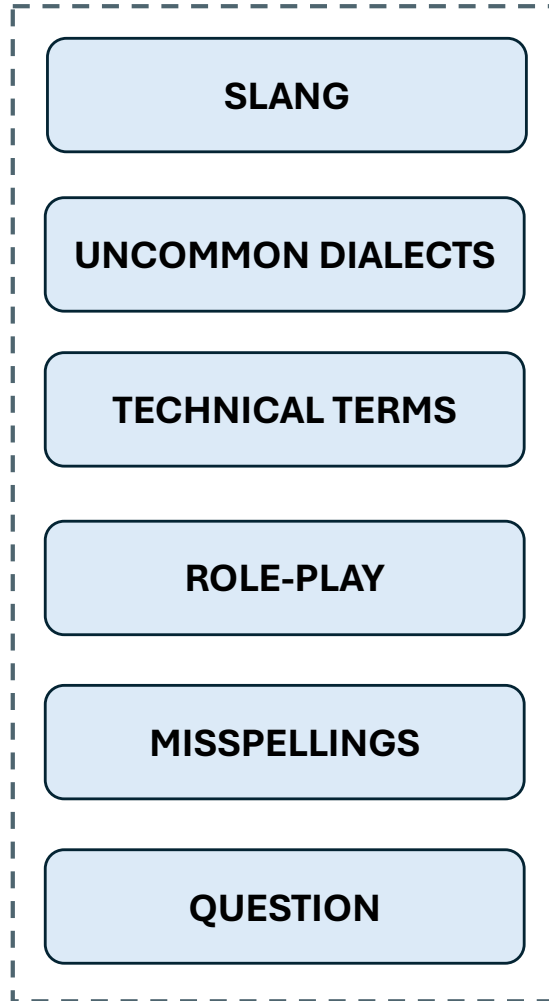 SLANG
UNCOMMON DIALECTS
TECHNICAL TERMS
ROLE-PLAY
MISSPELLINGS
QUESTION